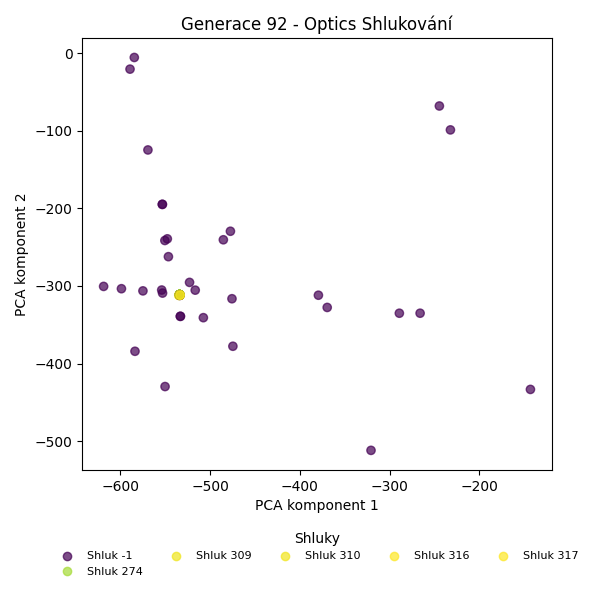 Generace 92 - Optics Shlukování
0
−100
−200
−300
−400
−500
PCA komponent 2
−600
−500
−400
−300
−200
PCA komponent 1
Shluky
Shluk -1
Shluk 309
Shluk 310
Shluk 316
Shluk 317
Shluk 274